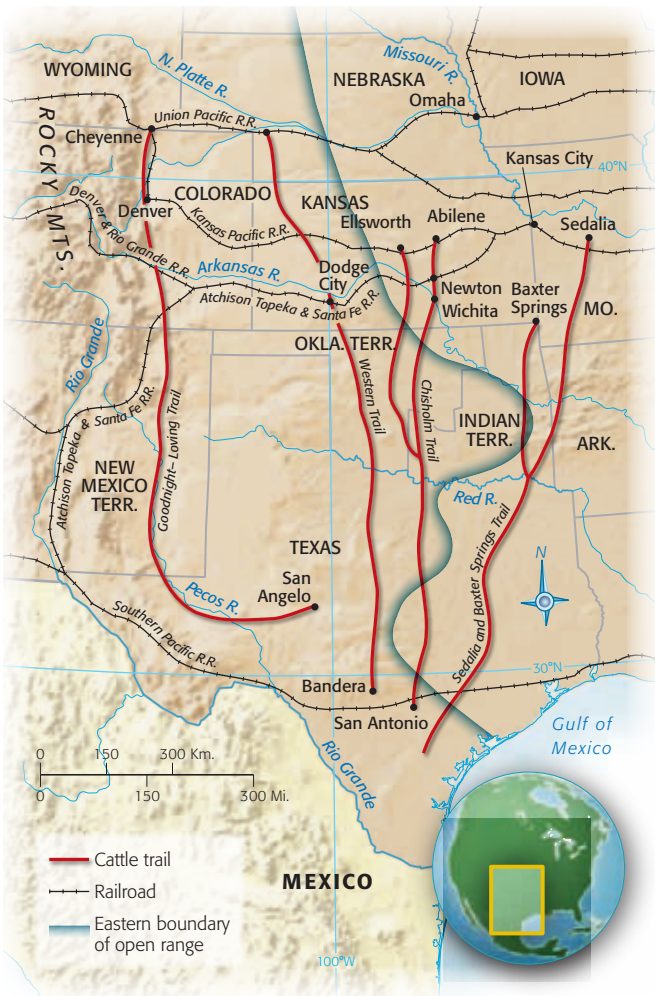 WYOMING
N. Platte R.
Missouri R.
NEBRASKA
IOWA
Omaha
Union Pacific R.R.
Cheyenne
ROCKY MTS.
Kansas City
40°N
COLORADO
Denver
KANSAS
Ellsworth
Abilene
Sedalia
Kansas Pacific R.R.
Denver & Rio Grande R.R.
Arkansas R.
Dodge
City
Newton
Wichita
Baxter
Springs
MO.
Atchison Topeka & Santa Fe R.R.
OKLA. TERR.
Rio Grande
Western Trail
Chisholm Trail
INDIAN
TERR.
ARK.
Atchison Topeka & Santa Fe R.R.
Goodnight–Loving Trail
NEW
MEXICO
TERR.
Red R.
TEXAS
San
Angelo
Pecos R.
Sedalia and Baxter Springs Trail
N
Southern Pacific R.R.
30°N
Bandera
San Antonio
Gulf of
Mexico
Rio Grande
0 150 300 Km.
0 150 300 Mi.
Cattle trail
Railroad
Eastern boundary
of open range
MEXICO
100°W